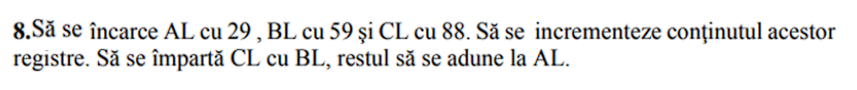 8.Să se încarce AL cu 29 , BL cu 59 şi CL cu 88. Să se incrementeze conţinutul acestor
registre. Să se împartă CL cu BL, restul să se adune la AL.